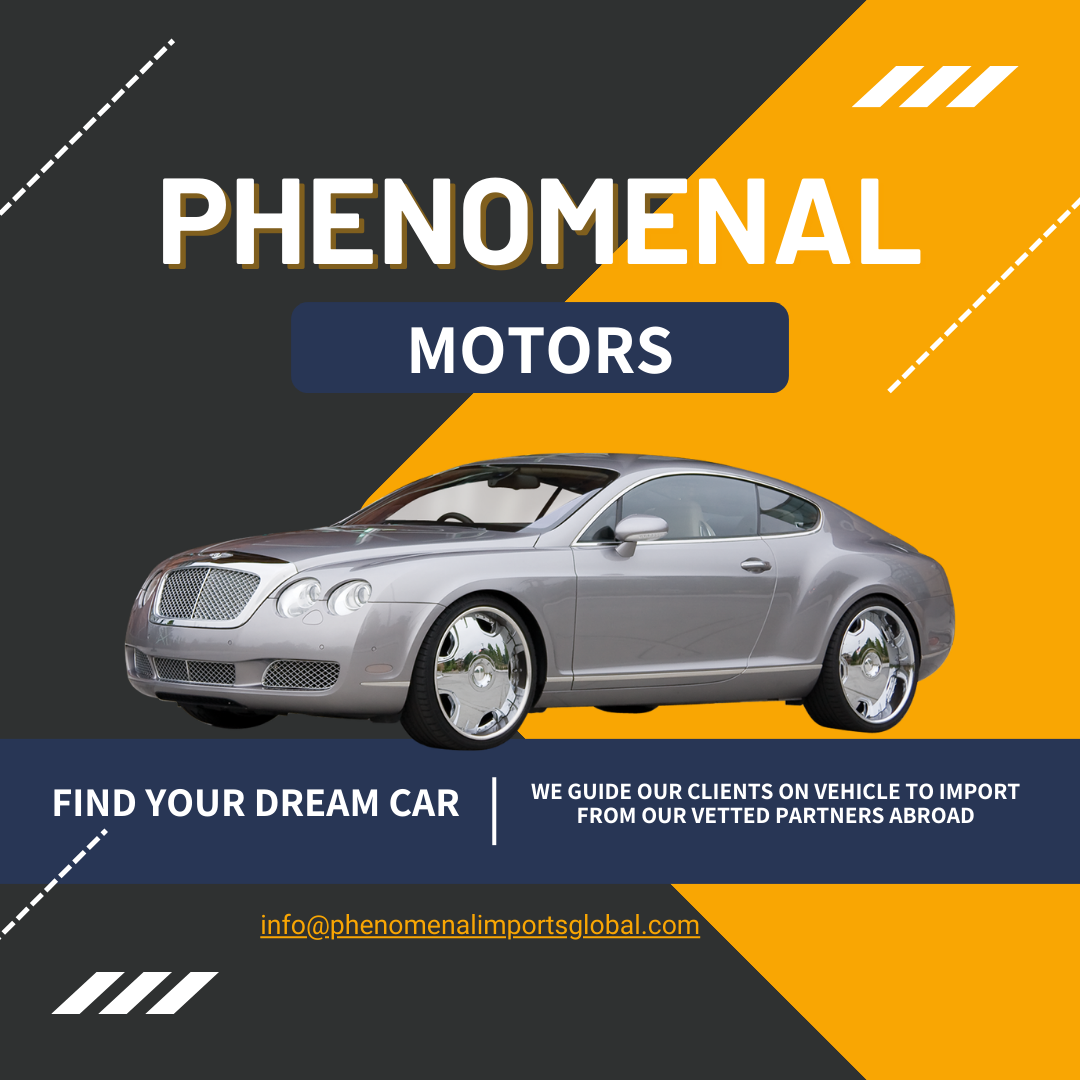 PHENOMENAL
MOTORS
FIND YOUR DREAM CAR
WE GUIDE OUR CLIENTS ON VEHICLE TO IMPORT
FROM OUR VETTED PARTNERS ABROAD
info@phenomenalimportsglobal.com